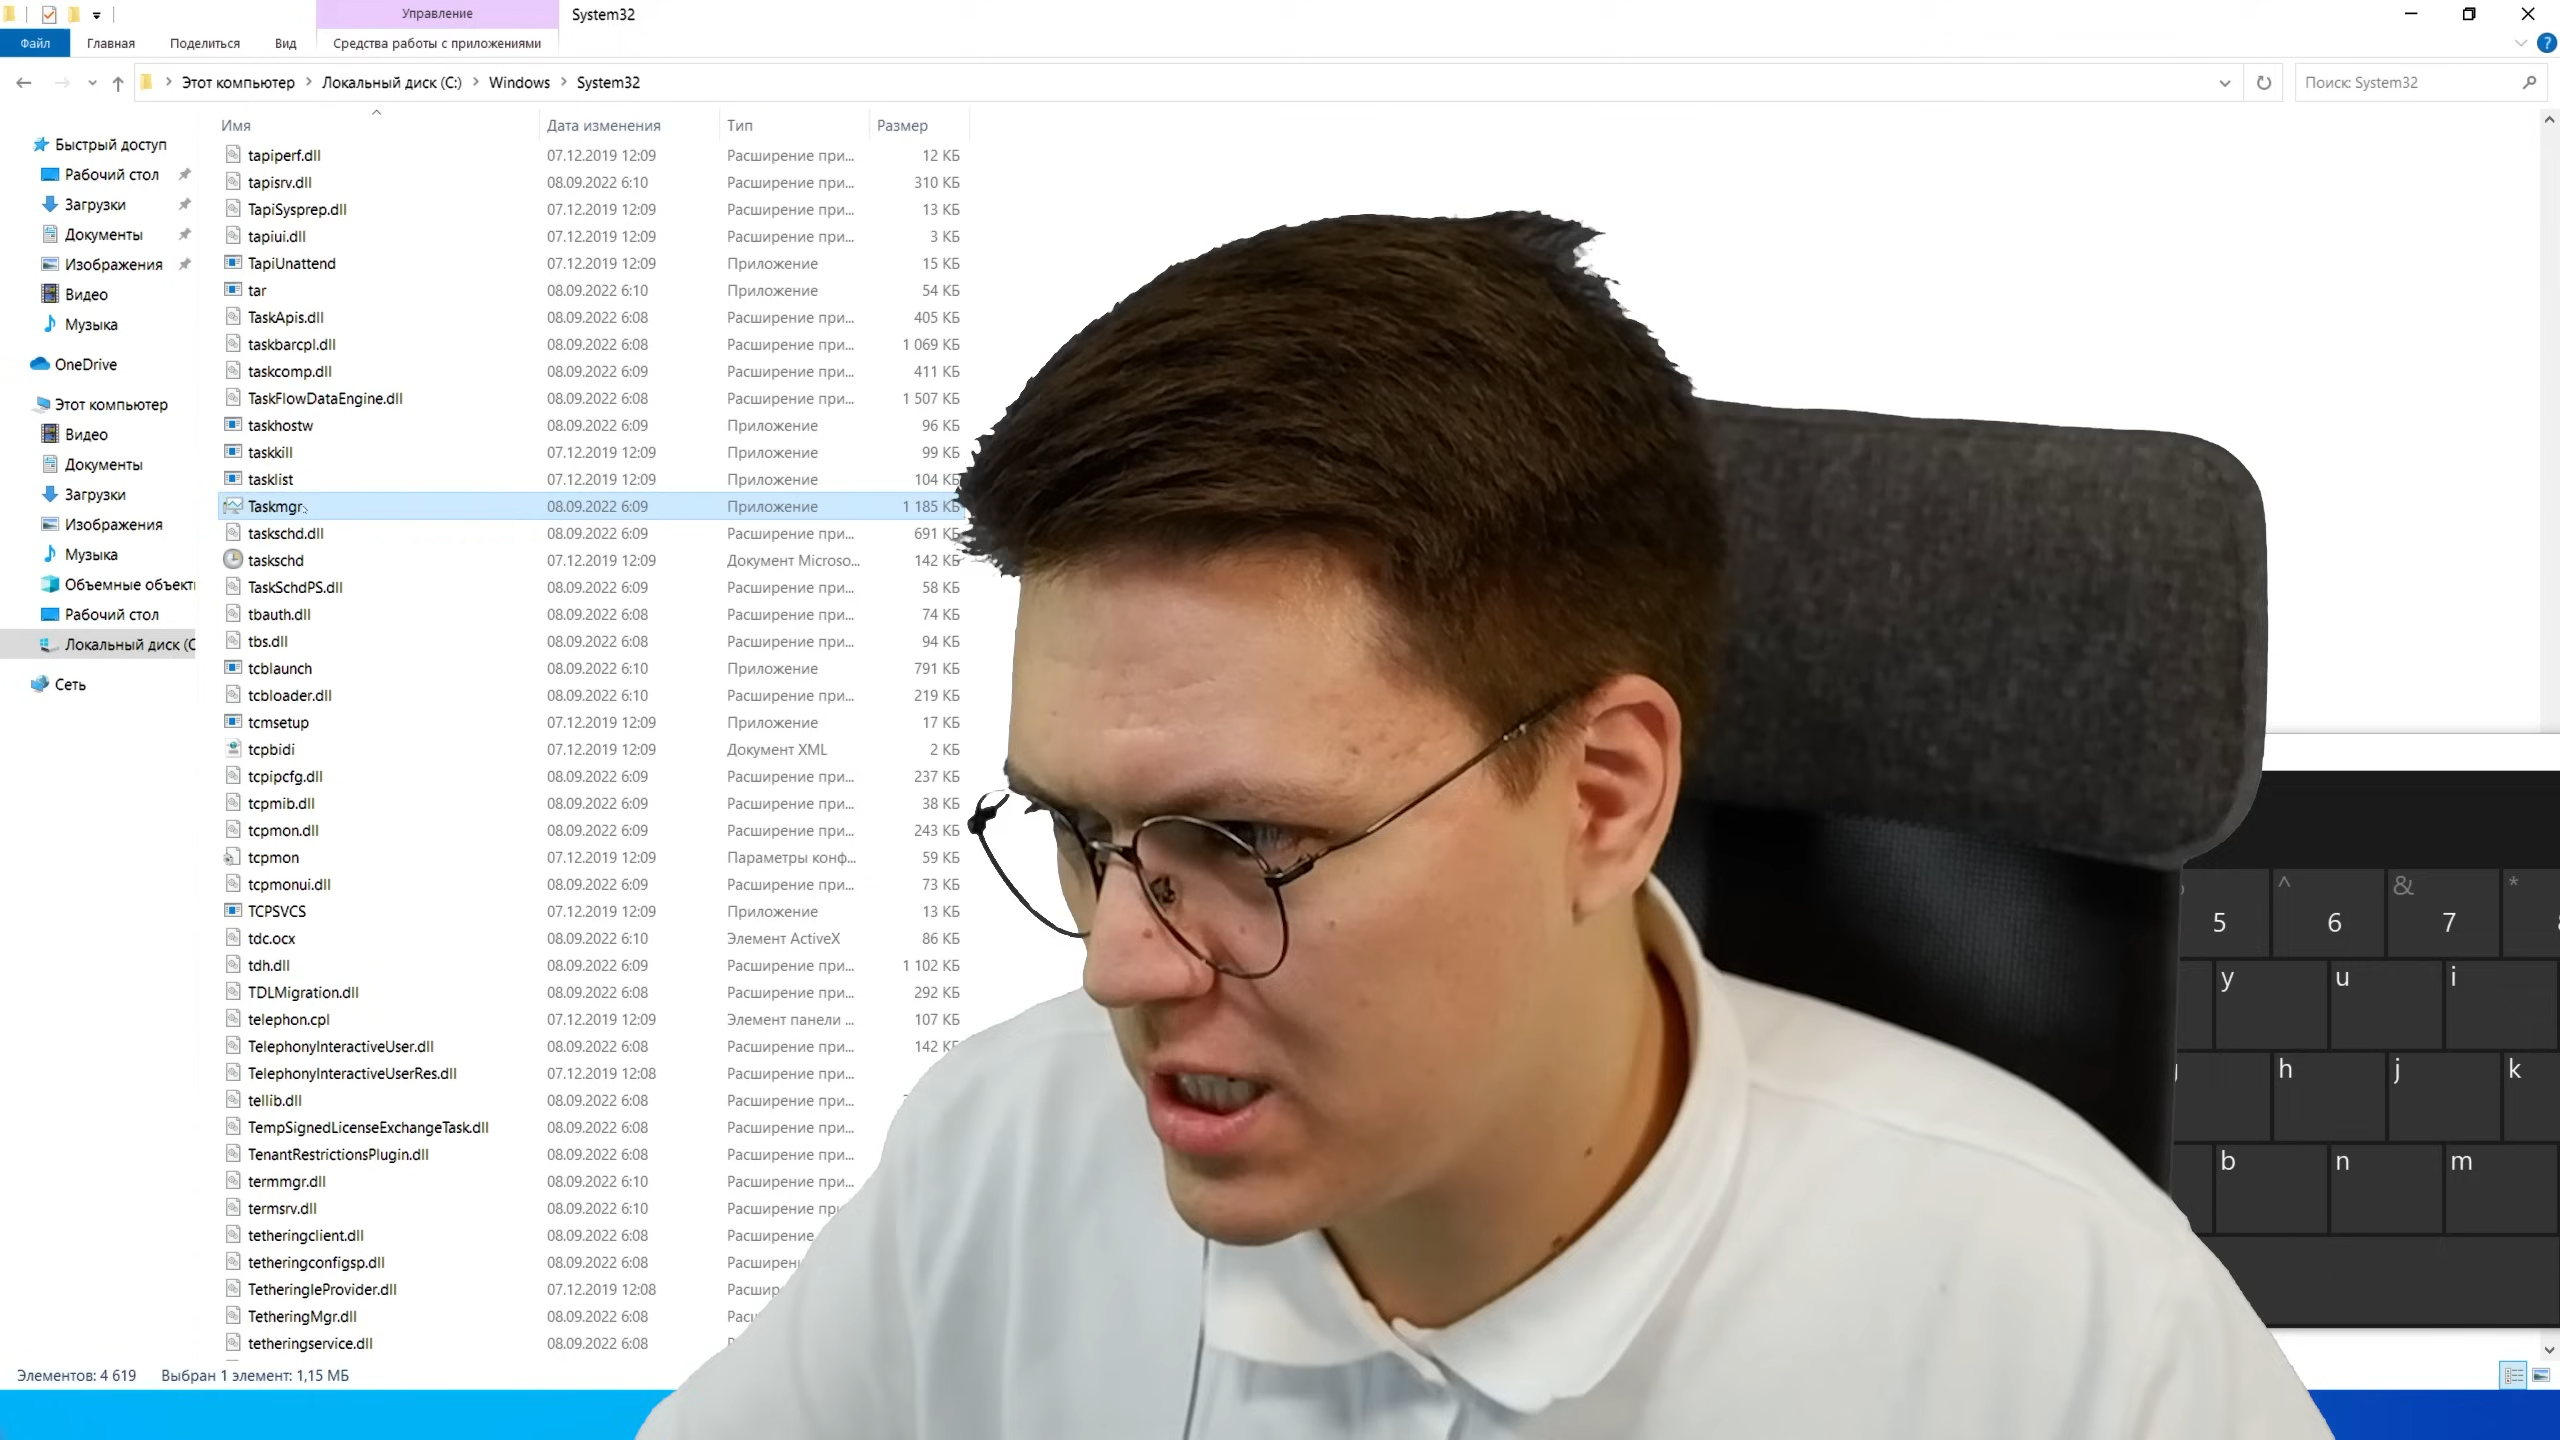 Управление
System32
Файл
Главная
Поделиться
Вид
Средства работы с приложениями
Этот компьютер
Локальный диск (C:)
Windows
System32
Поиск: System32
Быстрый доступ
Рабочий стол
Загрузки
Документы
Изображения
Видео
Музыка
OneDrive
Этот компьютер
Видео
Документы
Загрузки
Изображения
Музыка
Объемные объект
Рабочий стол
Локальный диск (C
Сеть
Имя Дата изменения Тип Размер
tapiperf.dll 07.12.2019 12:09 Расширение при... 12 КБ
tapisrv.dll 08.09.2022 6:10 Расширение при... 310 КБ
TapiSysprep.dll 07.12.2019 12:09 Расширение при... 13 КБ
tapiui.dll 07.12.2019 12:09 Расширение при... 3 КБ
TapiUnattend 07.12.2019 12:09 Приложение 15 КБ
tar 08.09.2022 6:10 Приложение 54 КБ
TaskApis.dll 08.09.2022 6:08 Расширение при... 405 КБ
taskbarcpl.dll 08.09.2022 6:08 Расширение при... 1 069 КБ
taskcomp.dll 08.09.2022 6:09 Расширение при... 411 КБ
TaskFlowDataEngine.dll 08.09.2022 6:08 Расширение при... 1 507 КБ
taskhostw 08.09.2022 6:09 Приложение 96 КБ
taskkill 07.12.2019 12:09 Приложение 99 КБ
tasklist 07.12.2019 12:09 Приложение 104 КБ
Taskmgr 08.09.2022 6:09 Приложение 1 185 КБ
taskschd.dll 08.09.2022 6:09 Расширение при... 691 КБ
taskschd 07.12.2019 12:09 Документ Microso... 142 КБ
TaskSchdPS.dll 08.09.2022 6:09 Расширение при... 58 КБ
tbauth.dll 08.09.2022 6:08 Расширение при... 74 КБ
tbs.dll 08.09.2022 6:08 Расширение при... 94 КБ
tcblaunch 08.09.2022 6:10 Приложение 791 КБ
tcbloader.dll 08.09.2022 6:10 Расширение при... 219 КБ
tcmsetup 07.12.2019 12:09 Приложение 17 КБ
tcpbidi 07.12.2019 12:09 Документ XML 2 КБ
tcpipcfg.dll 08.09.2022 6:09 Расширение при... 237 КБ
tcpmib.dll 08.09.2022 6:09 Расширение при... 38 КБ
tcpmon.dll 08.09.2022 6:09 Расширение при... 243 КБ
tcpmon 07.12.2019 12:09 Параметры конф... 59 КБ
tcpmonui.dll 08.09.2022 6:09 Расширение при... 73 КБ
TCPSVCS 07.12.2019 12:09 Приложение 13 КБ
tdc.ocx 08.09.2022 6:10 Элемент ActiveX 86 КБ
tdh.dll 08.09.2022 6:09 Расширение при... 1 102 КБ
TDLMigration.dll 08.09.2022 6:08 Расширение при... 292 КБ
telephon.cpl 07.12.2019 12:09 Элемент панели ... 107 КБ
TelephonyInteractiveUser.dll 08.09.2022 6:08 Расширение при... 142 КБ
TelephonyInteractiveUserRes.dll 07.12.2019 12:08 Расширение при...
tellib.dll 08.09.2022 6:08 Расширение при...
TempSignedLicenseExchangeTask.dll 08.09.2022 6:08 Расширение при...
TenantRestrictionsPlugin.dll 08.09.2022 6:08 Расширение при...
termmgr.dll 08.09.2022 6:10 Расширение при...
termsrv.dll 08.09.2022 6:10 Расширение при
tetheringclient.dll 08.09.2022 6:08 Расширение
tetheringconfigsp.dll 08.09.2022 6:08 Расширен
TetheringIeProvider.dll 07.12.2019 12:08 Расшир
TetheringMgr.dll 08.09.2022 6:08 Расш
tetheringservice.dll 08.09.2022 6:08
Элементов: 4 619 Выбран 1 элемент: 1,15 МБ
^ & *
5 6 7
y u i
h j k
b n m